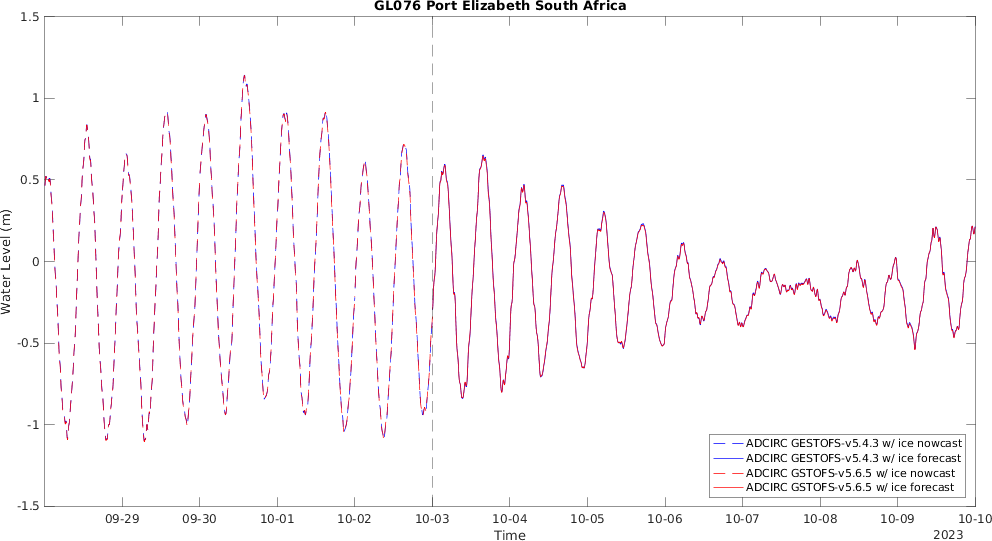 GL076 Port Elizabeth South Africa
1.5
1
0.5
0
-0.5
-1
-1.5
Water Level (m)
ADCIRC GESTOFS-v5.4.3 w/ ice nowcast
ADCIRC GESTOFS-v5.4.3 w/ ice forecast
ADCIRC GSTOFS-v5.6.5 w/ ice nowcast
ADCIRC GSTOFS-v5.6.5 w/ ice forecast
09-29 09-30 10-01 10-02 10-03 10-04 10-05 10-06 10-07 10-08 10-09 10-10
Time
2023